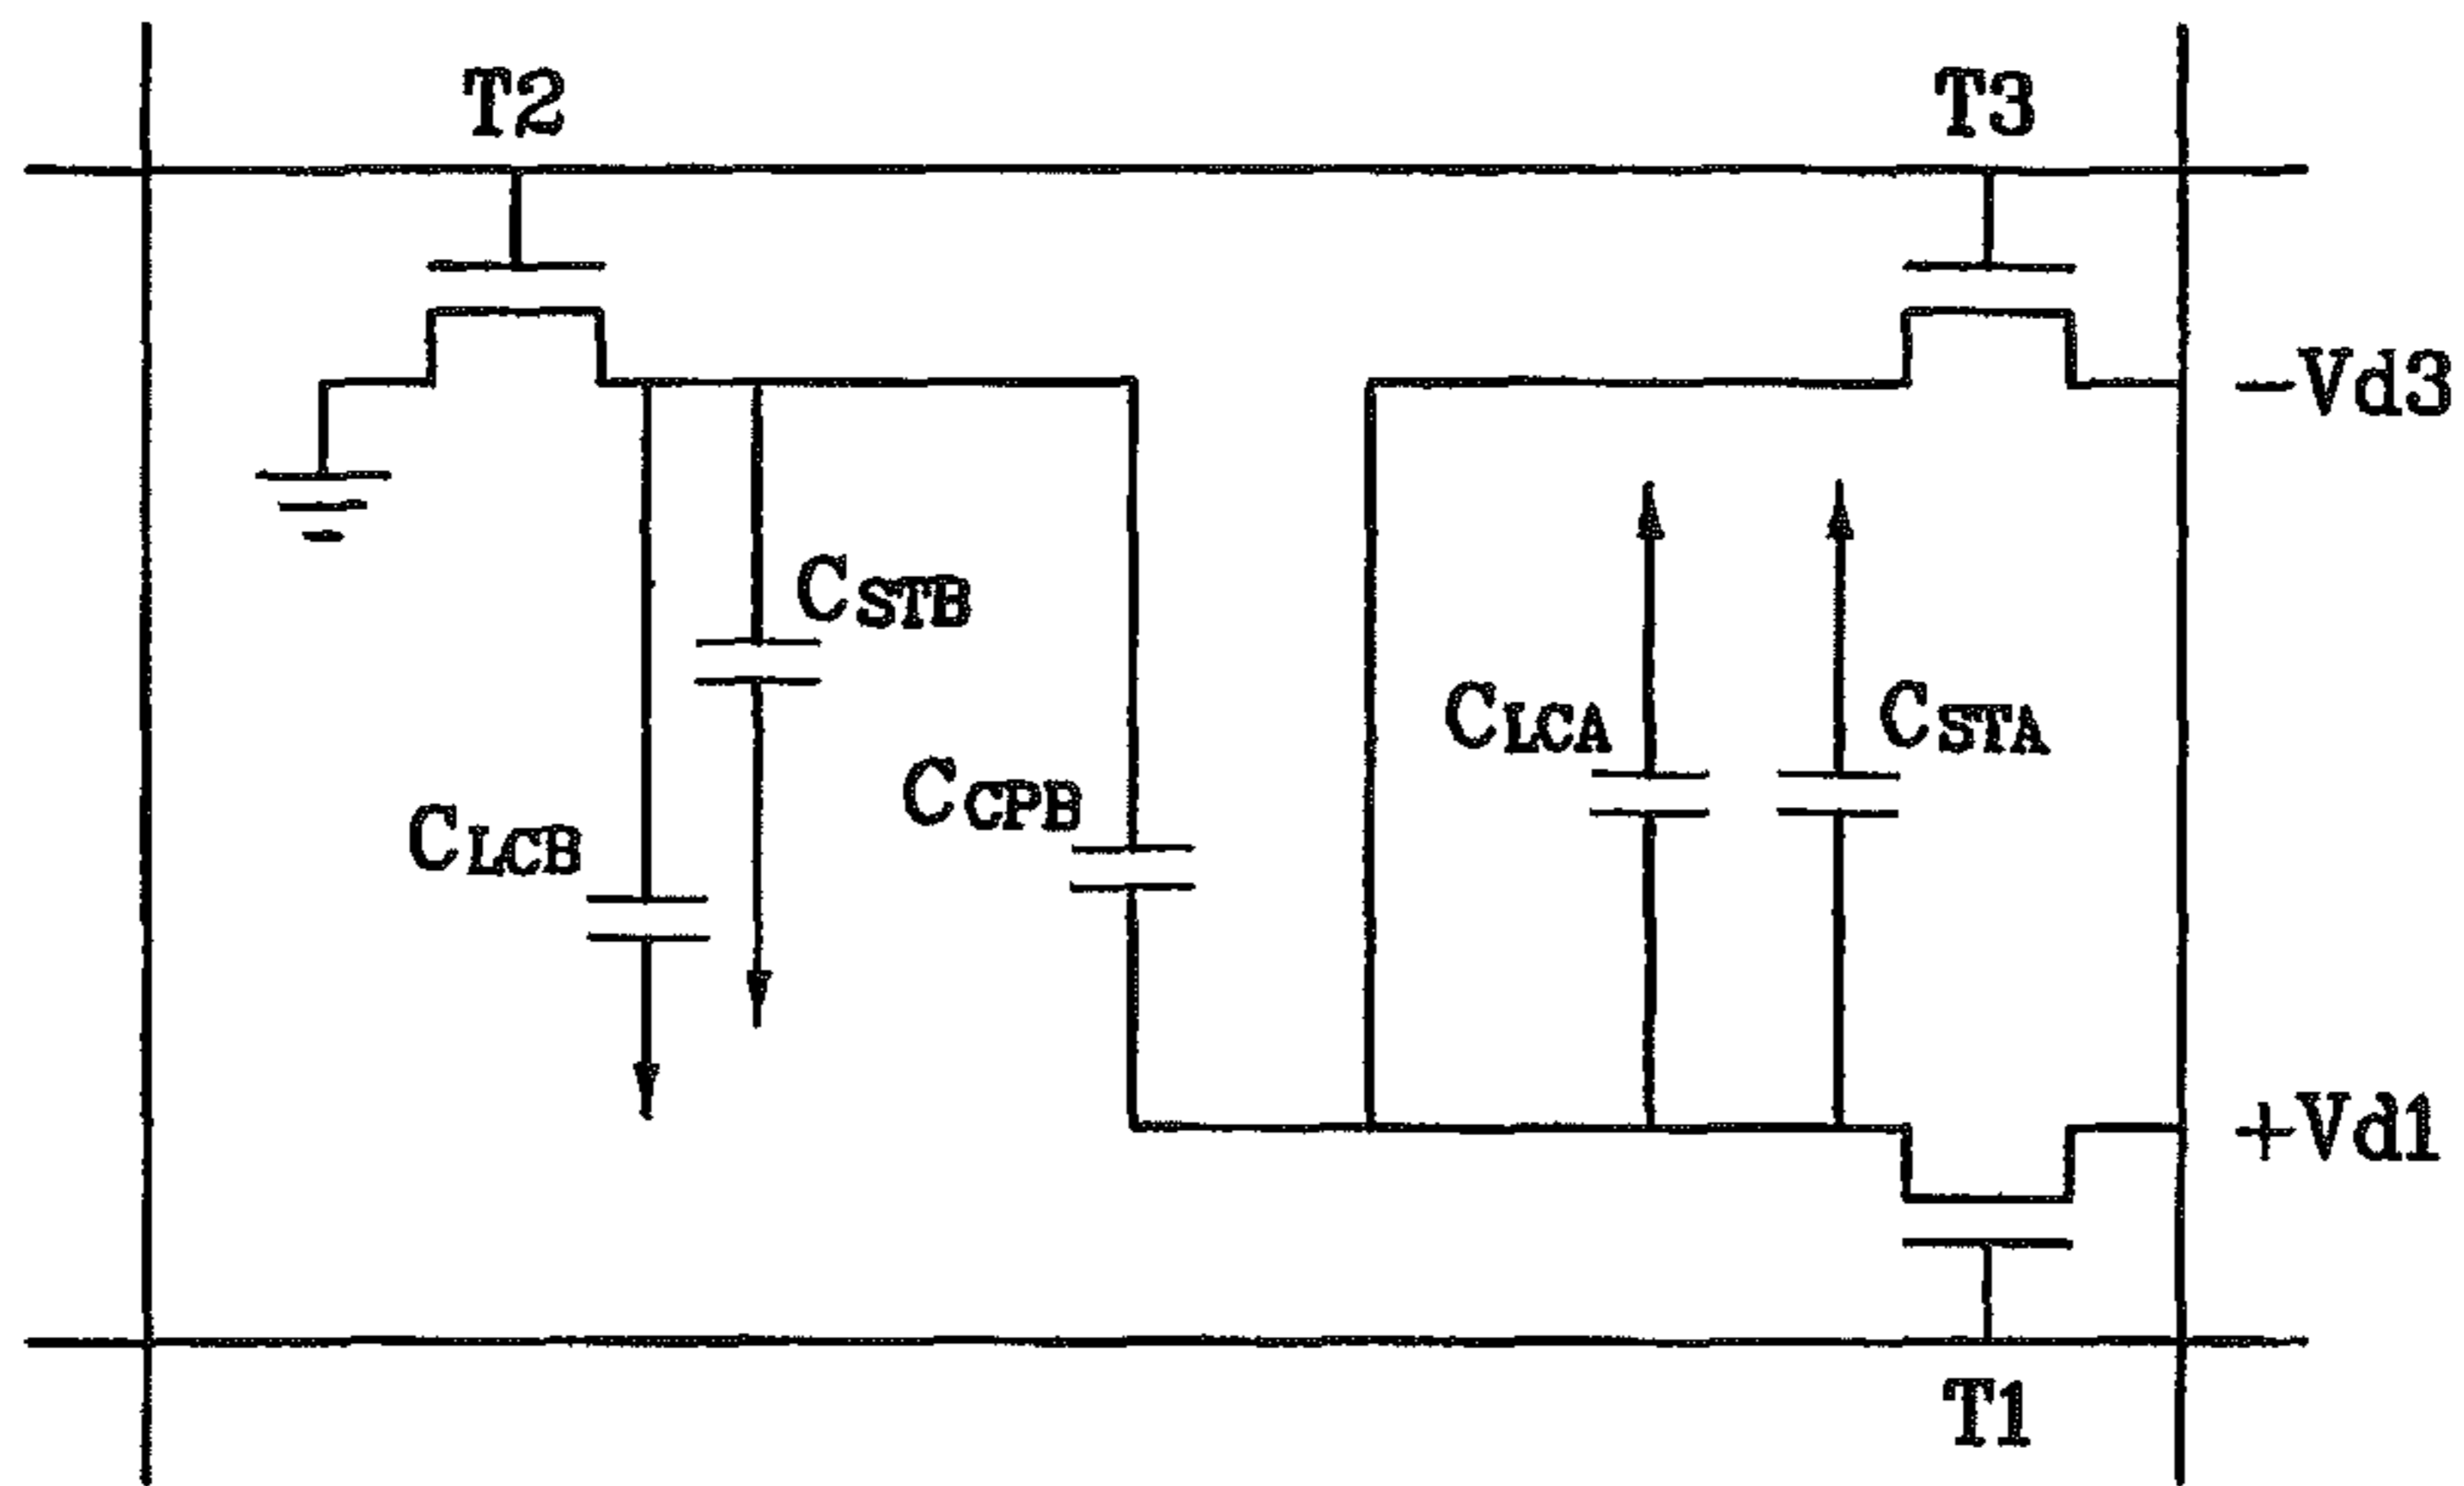 T2
T3
-Vd3
CSTB
CLCA
CSTA
CCPB
CLCB
+Vd1
T1